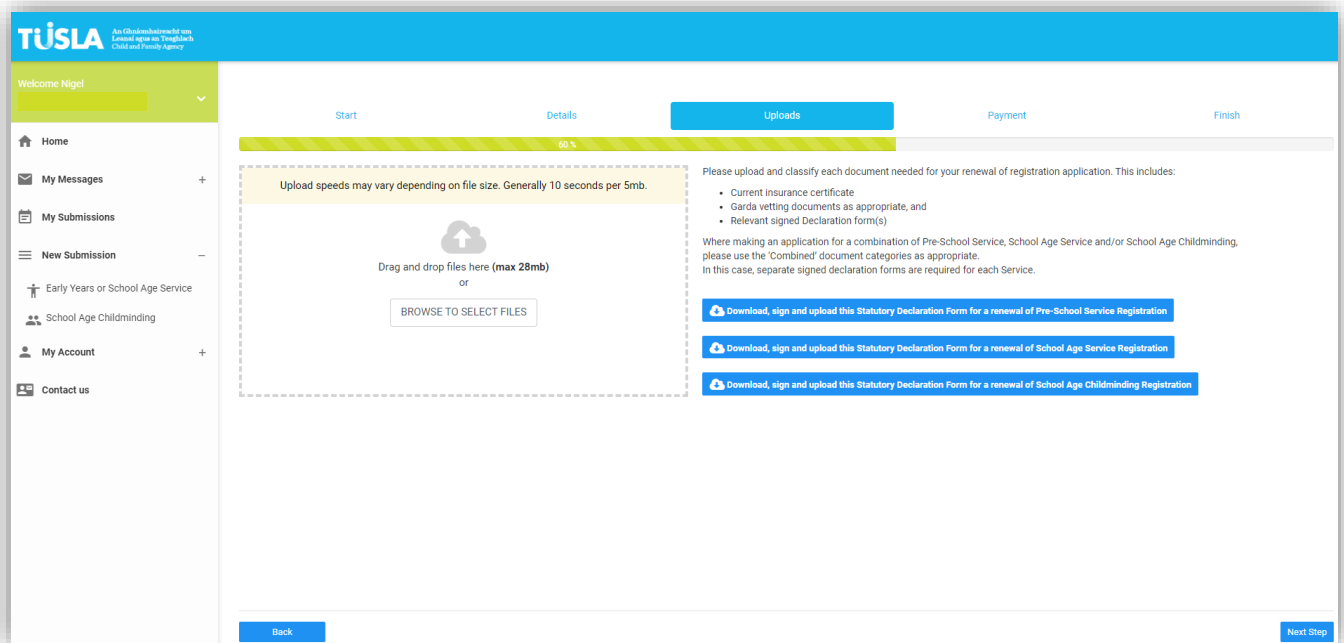 TUSLA
An Ghníomhaireacht um
Leanaí agus an Teaghlach
Child and Family Agency
Welcome Nigel
Home
My Messages +
My Submissions
New Submission –
Early Years or School Age Service
School Age Childminding
My Account +
Contact us
Start Details Uploads Payment Finish
60 %
Upload speeds may vary depending on file size. Generally 10 seconds per 5mb.
Drag and drop files here (max 28mb)
or
BROWSE TO SELECT FILES
Please upload and classify each document needed for your renewal of registration application. This includes:
• Current insurance certificate
• Garda vetting documents as appropriate, and
• Relevant signed Declaration form(s)
Where making an application for a combination of Pre-School Service, School Age Service and/or School Age Childminding,
please use the 'Combined' document categories as appropriate.
In this case, separate signed declaration forms are required for each Service.
Download, sign and upload this Statutory Declaration Form for a renewal of Pre-School Service Registration
Download, sign and upload this Statutory Declaration Form for a renewal of School Age Service Registration
Download, sign and upload this Statutory Declaration Form for a renewal of School Age Childminding Registration
Back Next Step